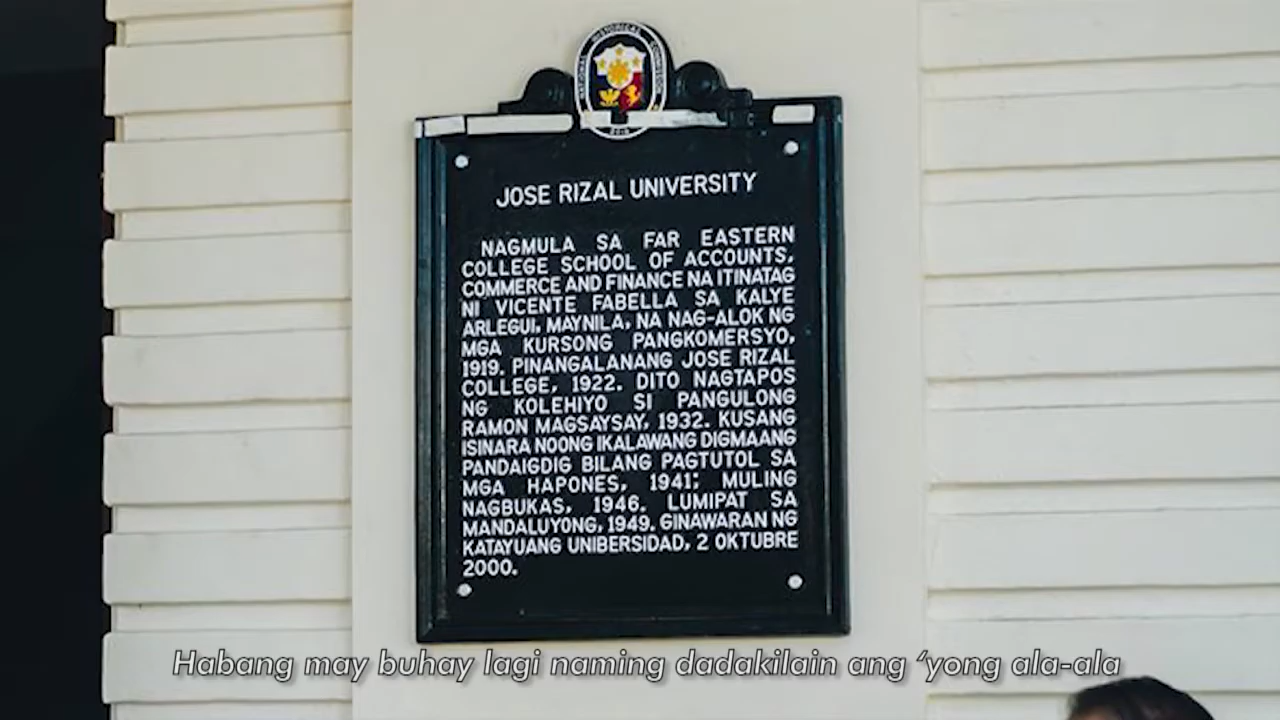 JOSE RIZAL UNIVERSITY
NAGMULA SA FAR EASTERN
COLLEGE SCHOOL OF ACCOUNTS,
COMMERCE AND FINANCE NA ITINATAG
NI VICENTE FABELLA SA KALYE
ARLEGUI, MAYNILA, NA NAG-ALOK NG
MGA KURSONG PANGKOMERSYO,
1919. PINANGALANANG JOSE RIZAL
COLLEGE, 1922. DITO NAGTAPOS
NG KOLEHIYO SI PANGULONG
RAMON MAGSAYSAY, 1932. KUSANG
ISINARA NOONG IKALAWANG DIGMAANG
PANDAIGDIG BILANG PAGTUTOL SA
MGA HAPONES, 1941; MULING
NAGBUKAS, 1946. LUMIPAT SA
MANDALUYONG, 1949. GINAWARAN NG
KATAYUANG UNIBERSIDAD, 2 OKTUBRE
2000.
Habang may buhay lagi naming dadakilain ang ‘yong ala-ala